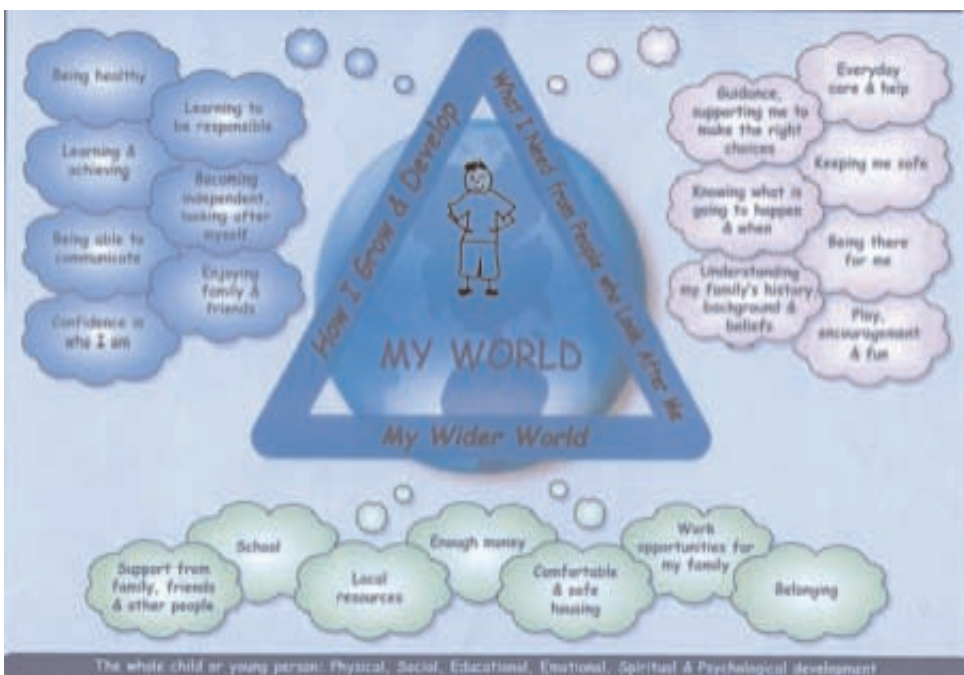 Being healthy
Learning to
be responsible
Learning &
achieving
Becoming
independent,
looking after
myself
Being able to
communicate
Enjoying
family &
friends
Confidence in
who I am
How I Grow & Develop
What I Need from People who Look After Me
MY WORLD
My Wider World
Everyday
care & help
Guidance,
supporting me to
make the right
choices
Keeping me safe
Knowing what is
going to happen
& when
Being there
for me
Understanding
my family's history,
background &
beliefs
Play,
encouragement
& fun
Support from
family, friends
& other people
School
Local
resources
Enough money
Comfortable
& safe
housing
Work
opportunities for
my family
Belonging
The whole child or young person: Physical, Social, Educational, Emotional, Spiritual & Psychological development